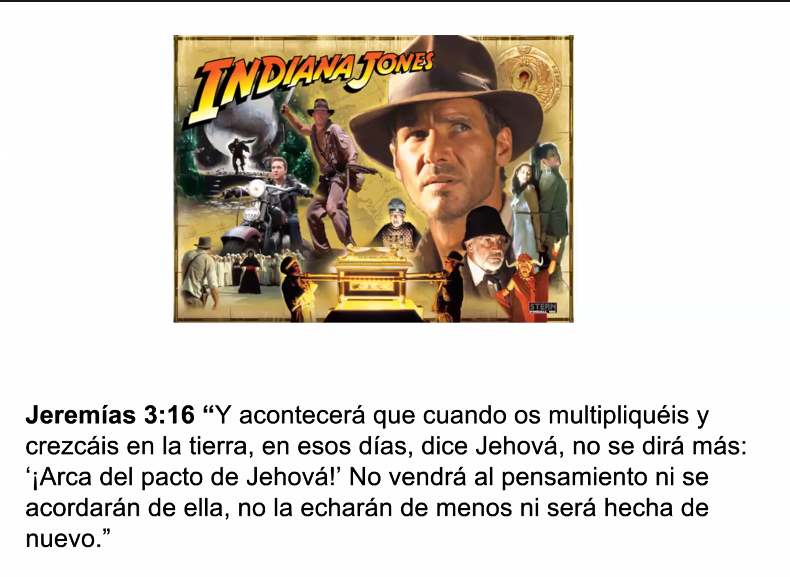 INDIANA JONES
STERN
PINBALL, INC.
Jeremías 3:16 “Y acontecerá que cuando os multipliquéis y
crezcáis en la tierra, en esos días, dice Jehová, no se dirá más:
‘¡Arca del pacto de Jehová!’ No vendrá al pensamiento ni se
acordarán de ella, no la echarán de menos ni será hecha de
nuevo.”